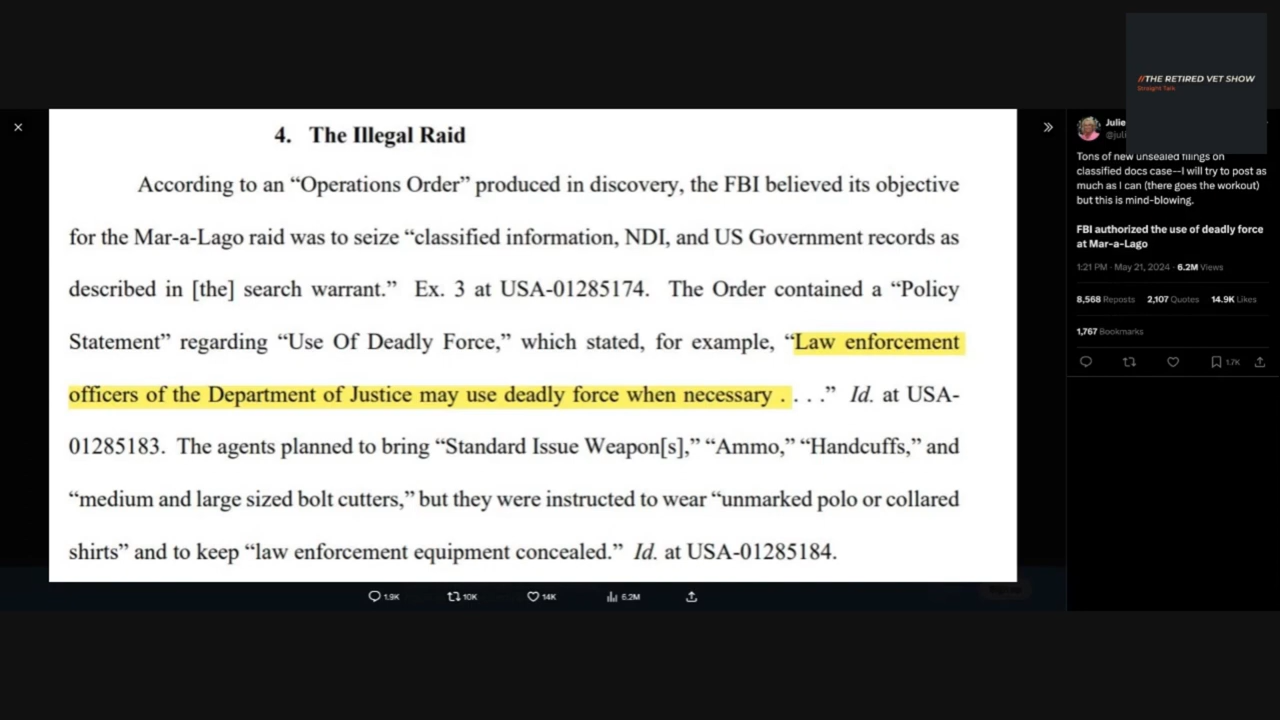 //THE RETIRED VET SHOW
Straight Talk
4. The Illegal Raid
According to an “Operations Order” produced in discovery, the FBI believed its objective
for the Mar-a-Lago raid was to seize “classified information, NDI, and US Government records as
described in [the] search warrant.” Ex. 3 at USA-01285174. The Order contained a “Policy
Statement” regarding “Use Of Deadly Force,” which stated, for example, “Law enforcement
officers of the Department of Justice may use deadly force when necessary . . . .” Id. at USA-
01285183. The agents planned to bring “Standard Issue Weapon[s],” “Ammo,” “Handcuffs,” and
“medium and large sized bolt cutters,” but they were instructed to wear “unmarked polo or collared
shirts” and to keep “law enforcement equipment concealed.” Id. at USA-01285184.
1.9K 10K 14K 6.2M
Julie
@juli
Tons of new unsealed filings on
classified docs case--I will try to post as
much as I can (there goes the workout)
but this is mind-blowing.
FBI authorized the use of deadly force
at Mar-a-Lago
1:21 PM · May 21, 2024 · 6.2M Views
8,568 Reposts 2,107 Quotes 14.9K Likes
1,767 Bookmarks
1.7K